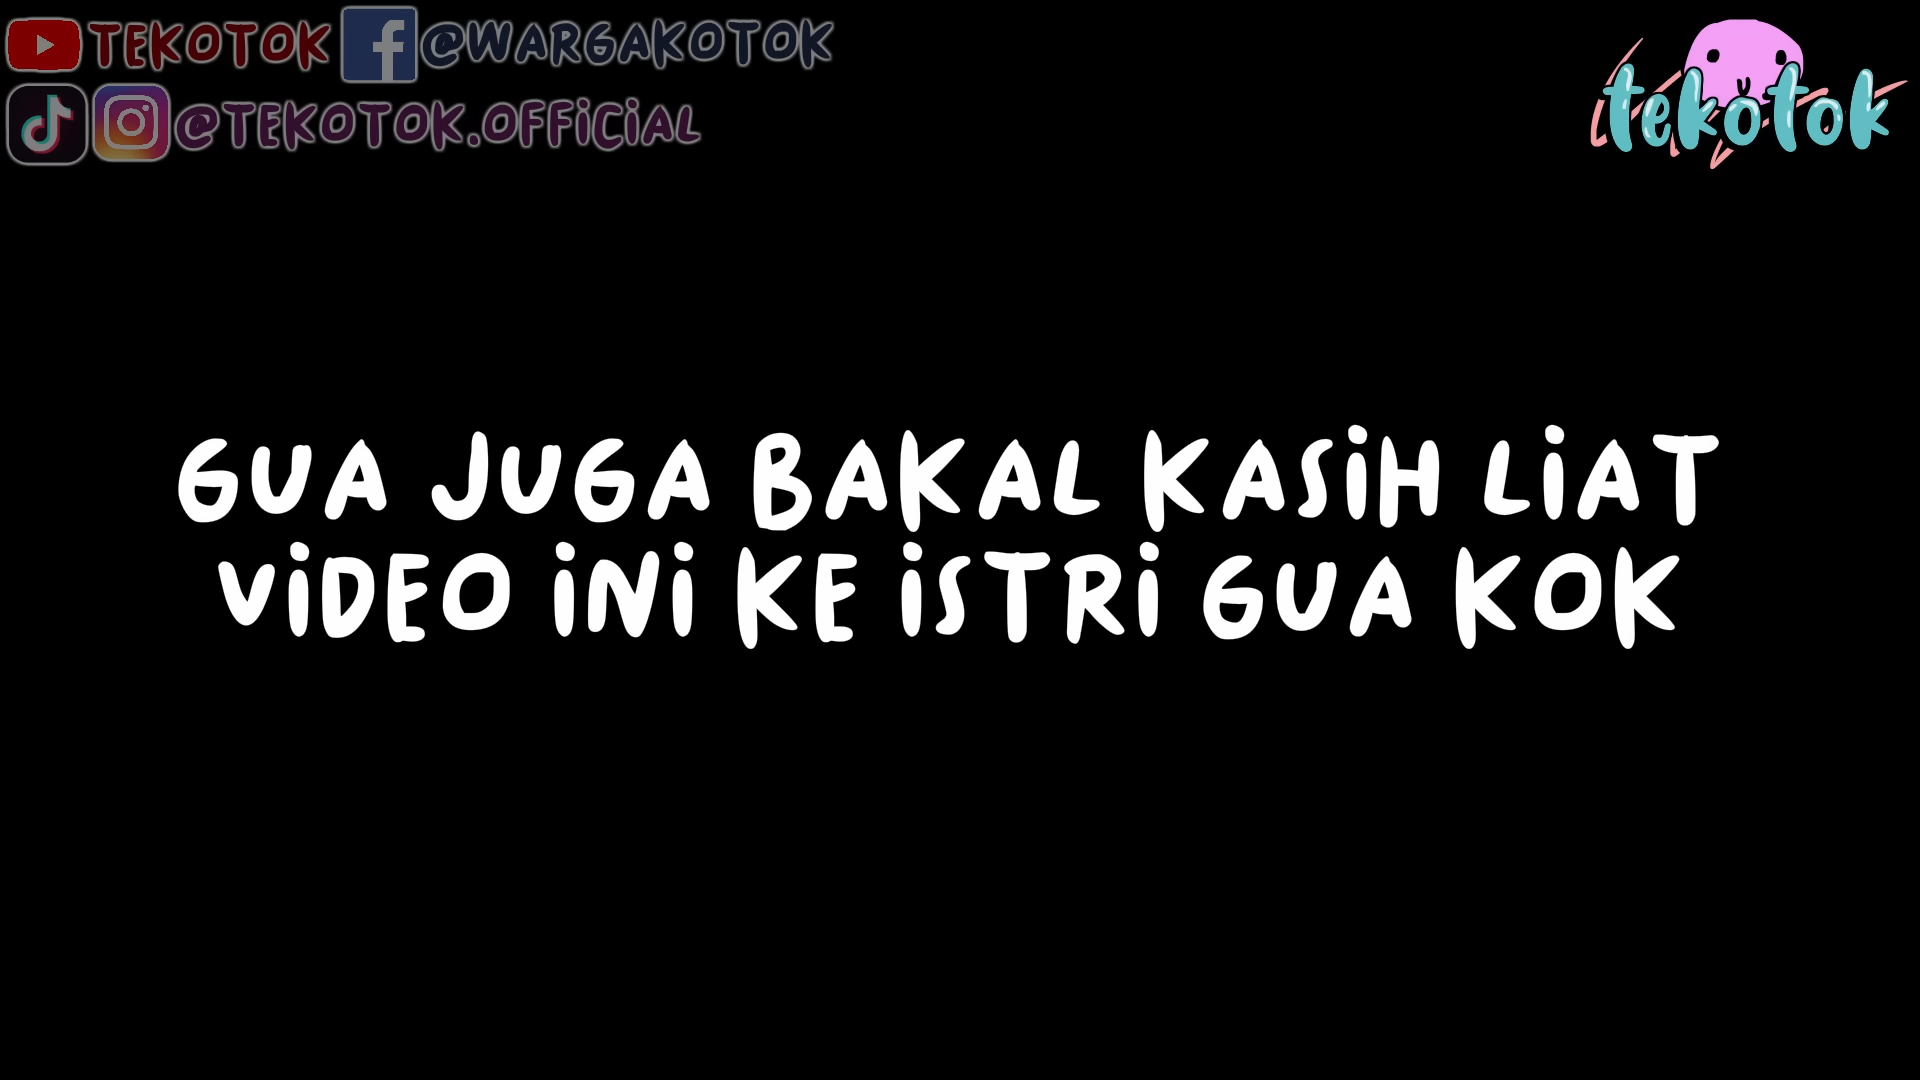 TEKOTOK @WARGAKOTOK
@TEKOTOK.OFFiCiAL
tekotok
GUA JUGA BAKAL KASiH LiAT
ViDEO iNi KE iSTRi GUA KOK